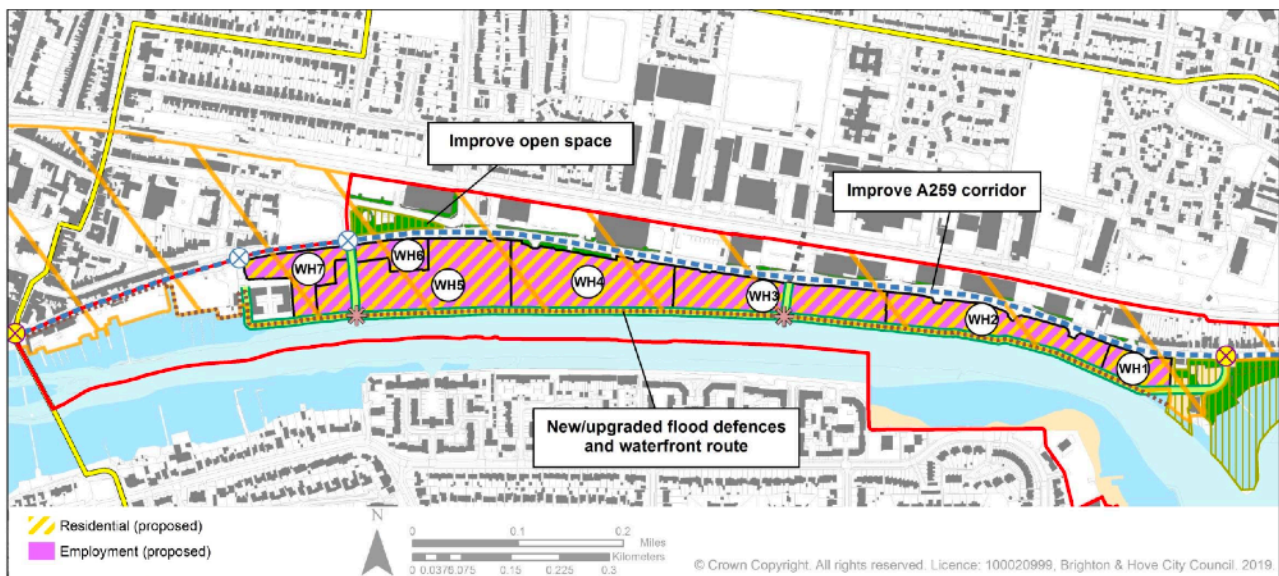 Improve open space
Improve A259 corridor
WH7
WH6
WH5
WH4
WH3
WH2
WH1
New/upgraded flood defences
and waterfront route
Residential (proposed)
Employment (proposed)
N
0 0.1 0.2
Miles
Kilometers
0 0.0375 0.075 0.15 0.225 0.3
© Crown Copyright. All rights reserved. Licence: 100020999, Brighton & Hove City Council. 2019.